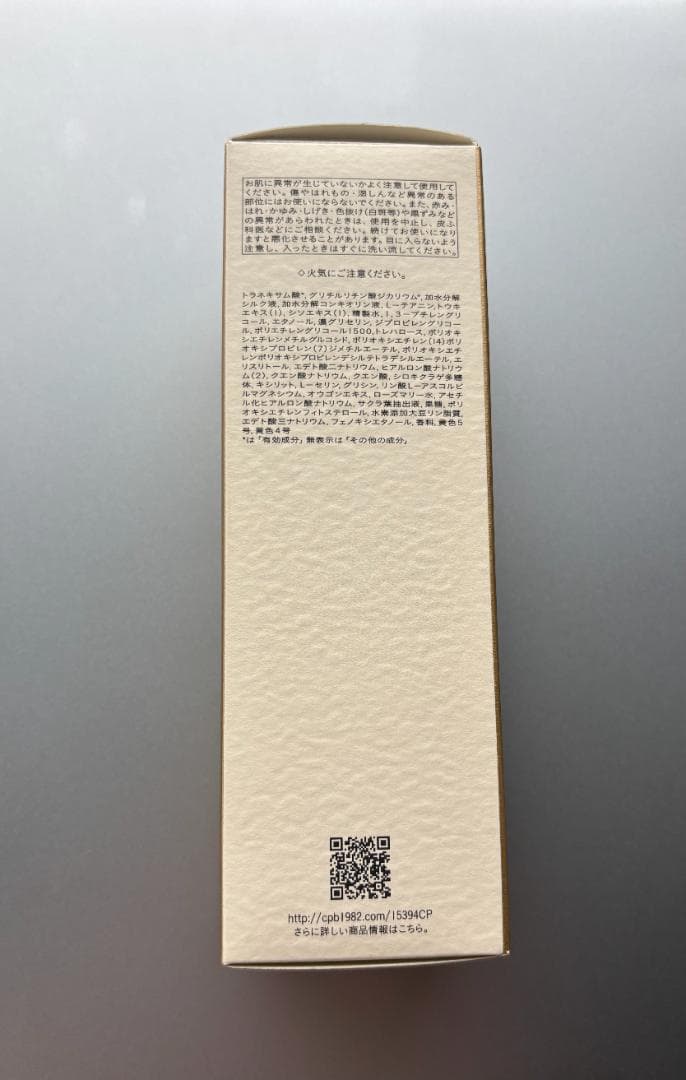 お肌に異常が生じていないかよく注意して使用して
ください。傷やはれもの・湿しんなど異常のある
部位にはお使いにならないでください。また、赤み・
はれ・かゆみ・しげき・色抜け(白斑等)や黒ずみなど
の異常があらわれたときは、使用を中止し、皮ふ
科医などにご相談ください。続けてお使いになり
ますと悪化させることがあります。目に入らないよう
注意し、入ったときはすぐに洗い流してください。
◇火気にご注意ください。
トラネキサム酸*,グリチルリチン酸ジカリウム*,加水分解
シルク液,加水分解コンキオリン液,L-テアニン,トウキ
エキス(1),シソエキス(1),精製水,1,3-ブチレングリ
コール,エタノール,濃グリセリン,ジプロピレングリコー
ル,ポリエチレングリコール1500,トレハロース,ポリオキ
シエチレンメチルグルコシド,ポリオキシエチレン(14)ポリ
オキシプロピレン(7)ジメチルエーテル,ポリオキシエチ
レンポリオキシプロピレンデシルテトラデシルエーテル,エ
リスリトール,エデト酸二ナトリウム,ヒアルロン酸ナトリウ
ム(2),クエン酸ナトリウム,クエン酸,シロキクラゲ多糖
体,キシリット,L-セリン,グリシン,リン酸L-アスコルビ
ルマグネシウム,オウゴンエキス,ローズマリー水,アセチ
ル化ヒアルロン酸ナトリウム,サクラ葉抽出液,果糖,ポリ
オキシエチレンフィトステロール,水素添加大豆リン脂質,
エデト酸三ナトリウム,フェノキシエタノール,香料,黄色5
号,黄色4号
*は「有効成分」無表示は「その他の成分」
http://cpb1982.com/15394CP
さらに詳しい商品情報はこちら。